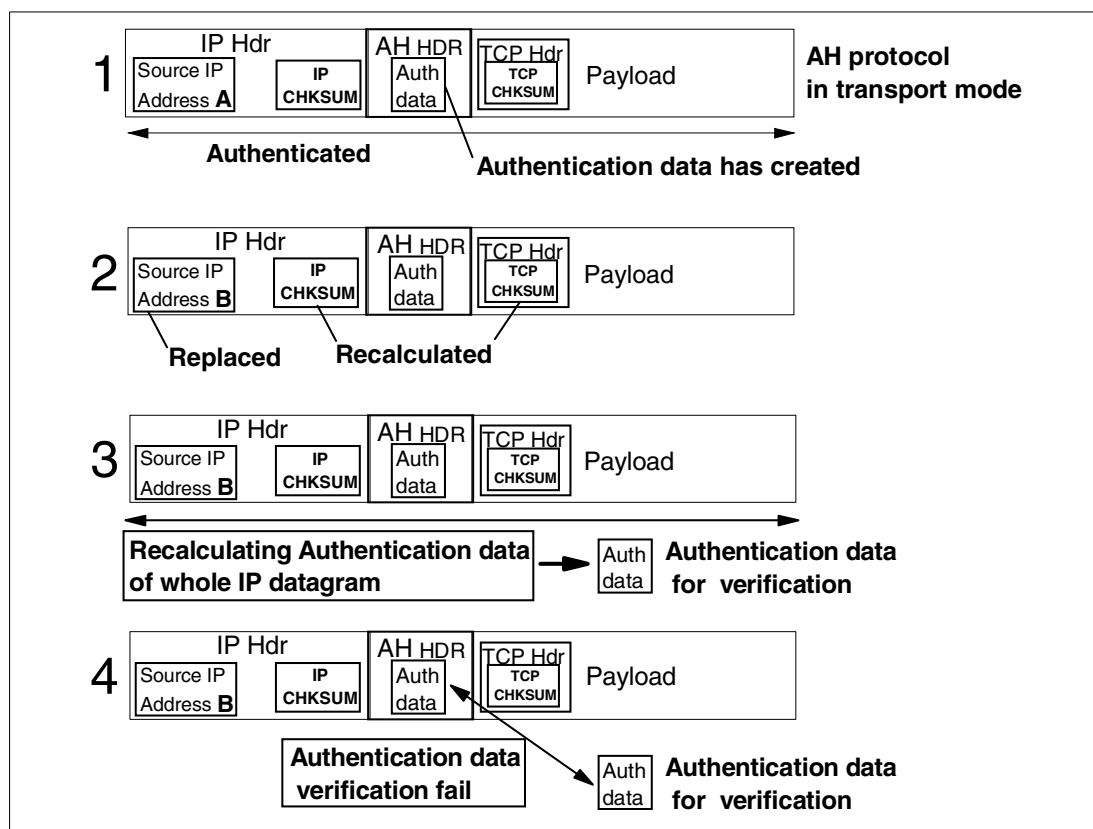 1
IP Hdr
Source IP
Address A
IP
CHKSUM
AH HDR
Auth
data
TCP Hdr
TCP
CHKSUM
Payload
AH protocol
in transport mode
Authenticated
Authentication data has created
2
IP Hdr
Source IP
Address B
IP
CHKSUM
AH HDR
Auth
data
TCP Hdr
TCP
CHKSUM
Payload
Replaced
Recalculated
3
IP Hdr
Source IP
Address B
IP
CHKSUM
AH HDR
Auth
data
TCP Hdr
TCP
CHKSUM
Payload
Recalculating Authentication data
of whole IP datagram
Auth
data
Authentication data
for verification
4
IP Hdr
Source IP
Address B
IP
CHKSUM
AH HDR
Auth
data
TCP Hdr
TCP
CHKSUM
Payload
Authentication data
verification fail
Auth
data
Authentication data
for verification